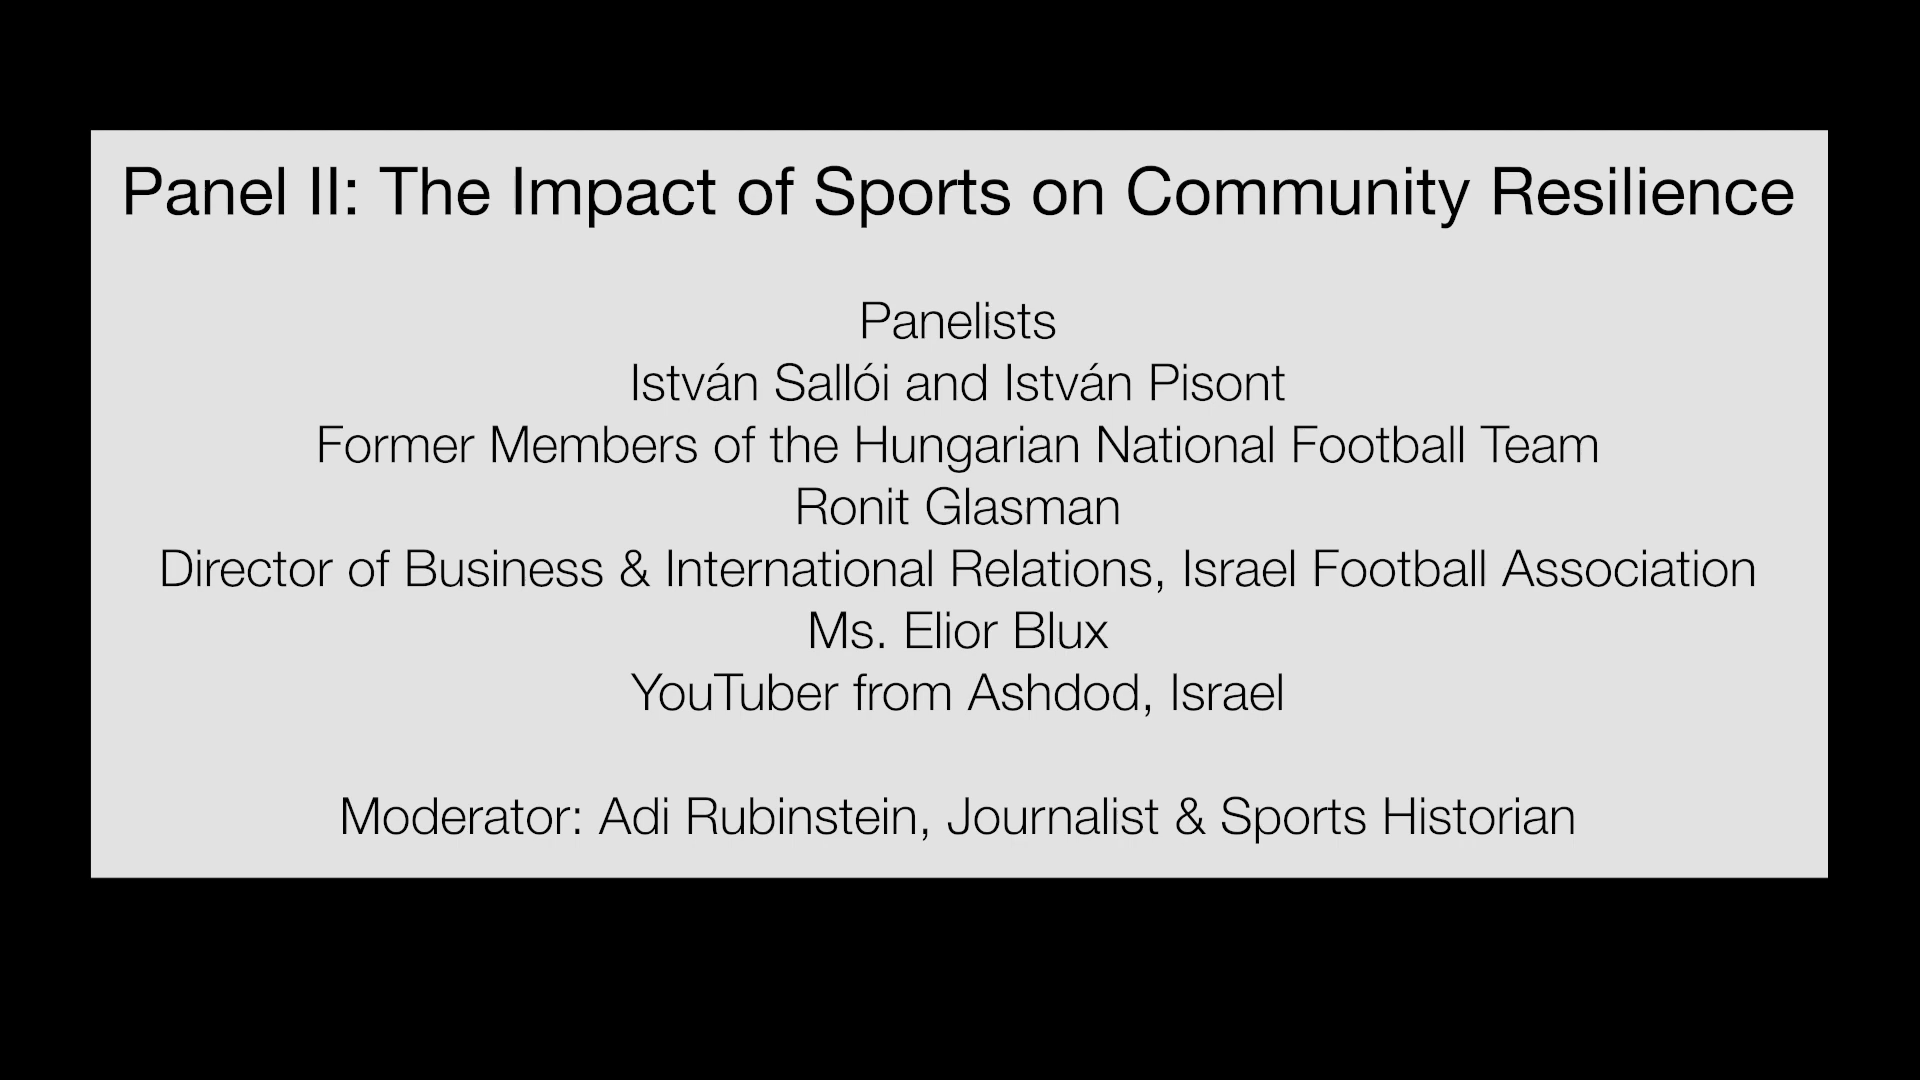 Panel II: The Impact of Sports on Community Resilience
Panelists
István Sallói and István Pisont
Former Members of the Hungarian National Football Team
Ronit Glasman
Director of Business & International Relations, Israel Football Association
Ms. Elior Blux
YouTuber from Ashdod, Israel
Moderator: Adi Rubinstein, Journalist & Sports Historian